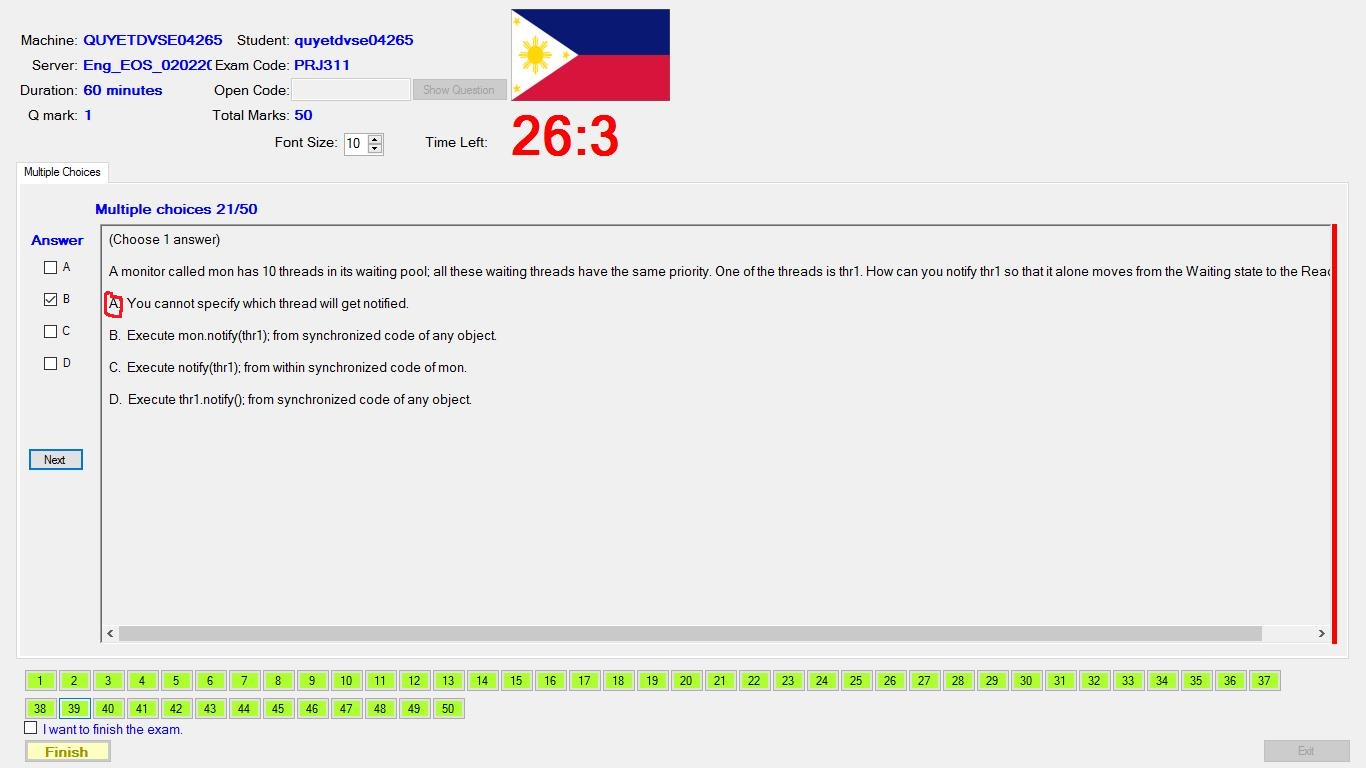 Machine: QUYETDVSE04265 Student: quyetdvse04265
Server: Eng_EOS_020220 Exam Code: PRJ311
Duration: 60 minutes Open Code: Show Question
Q mark: 1 Total Marks: 50
Font Size: 10 Time Left: 26:3
Multiple Choices
Multiple choices 21/50
Answer
(Choose 1 answer)
A
A monitor called mon has 10 threads in its waiting pool; all these waiting threads have the same priority. One of the threads is thr1. How can you notify thr1 so that it alone moves from the Waiting state to the Rea
B
A. You cannot specify which thread will get notified.
C
B. Execute mon.notify(thr1); from synchronized code of any object.
D
C. Execute notify(thr1); from within synchronized code of mon.
D. Execute thr1.notify(); from synchronized code of any object.
Next
1 2 3 4 5 6 7 8 9 10 11 12 13 14 15 16 17 18 19 20 21 22 23 24 25 26 27 28 29 30 31 32 33 34 35 36 37
38 39 40 41 42 43 44 45 46 47 48 49 50
I want to finish the exam.
Finish Exit